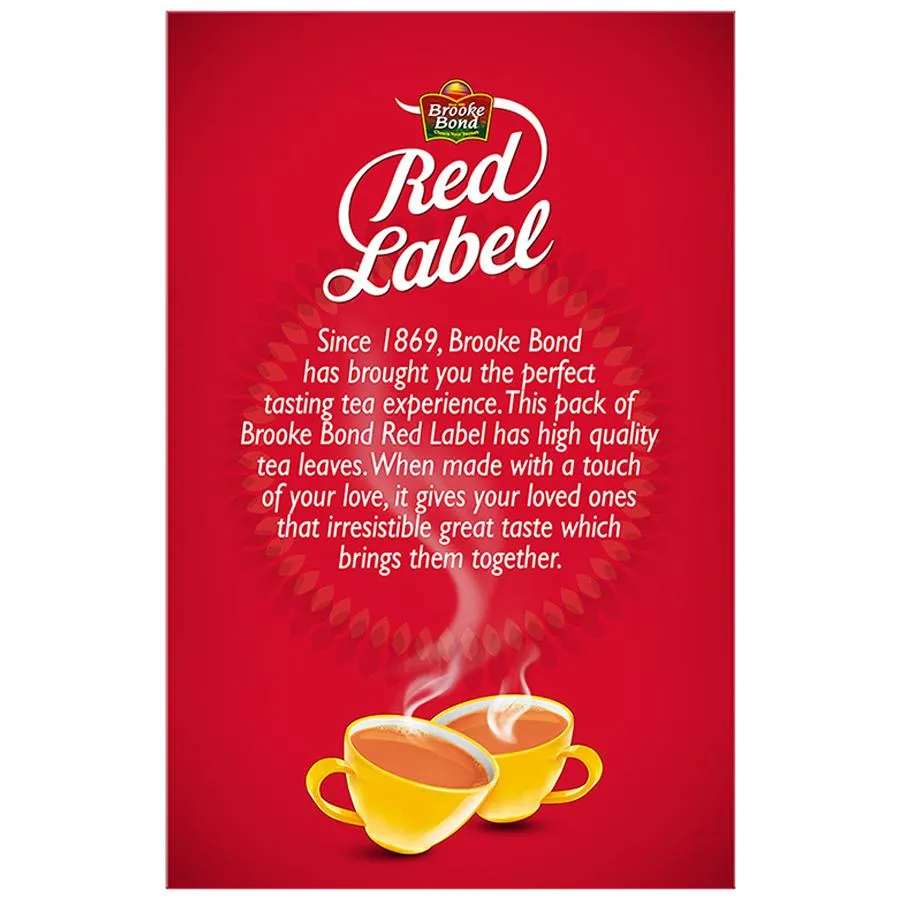 Brooke
Bond
Red
Label
Since 1869, Brooke Bond
has brought you the perfect
tasting tea experience. This pack of
Brooke Bond Red Label has high quality
tea leaves. When made with a touch
of your love, it gives your loved ones
that irresistible great taste which
brings them together.